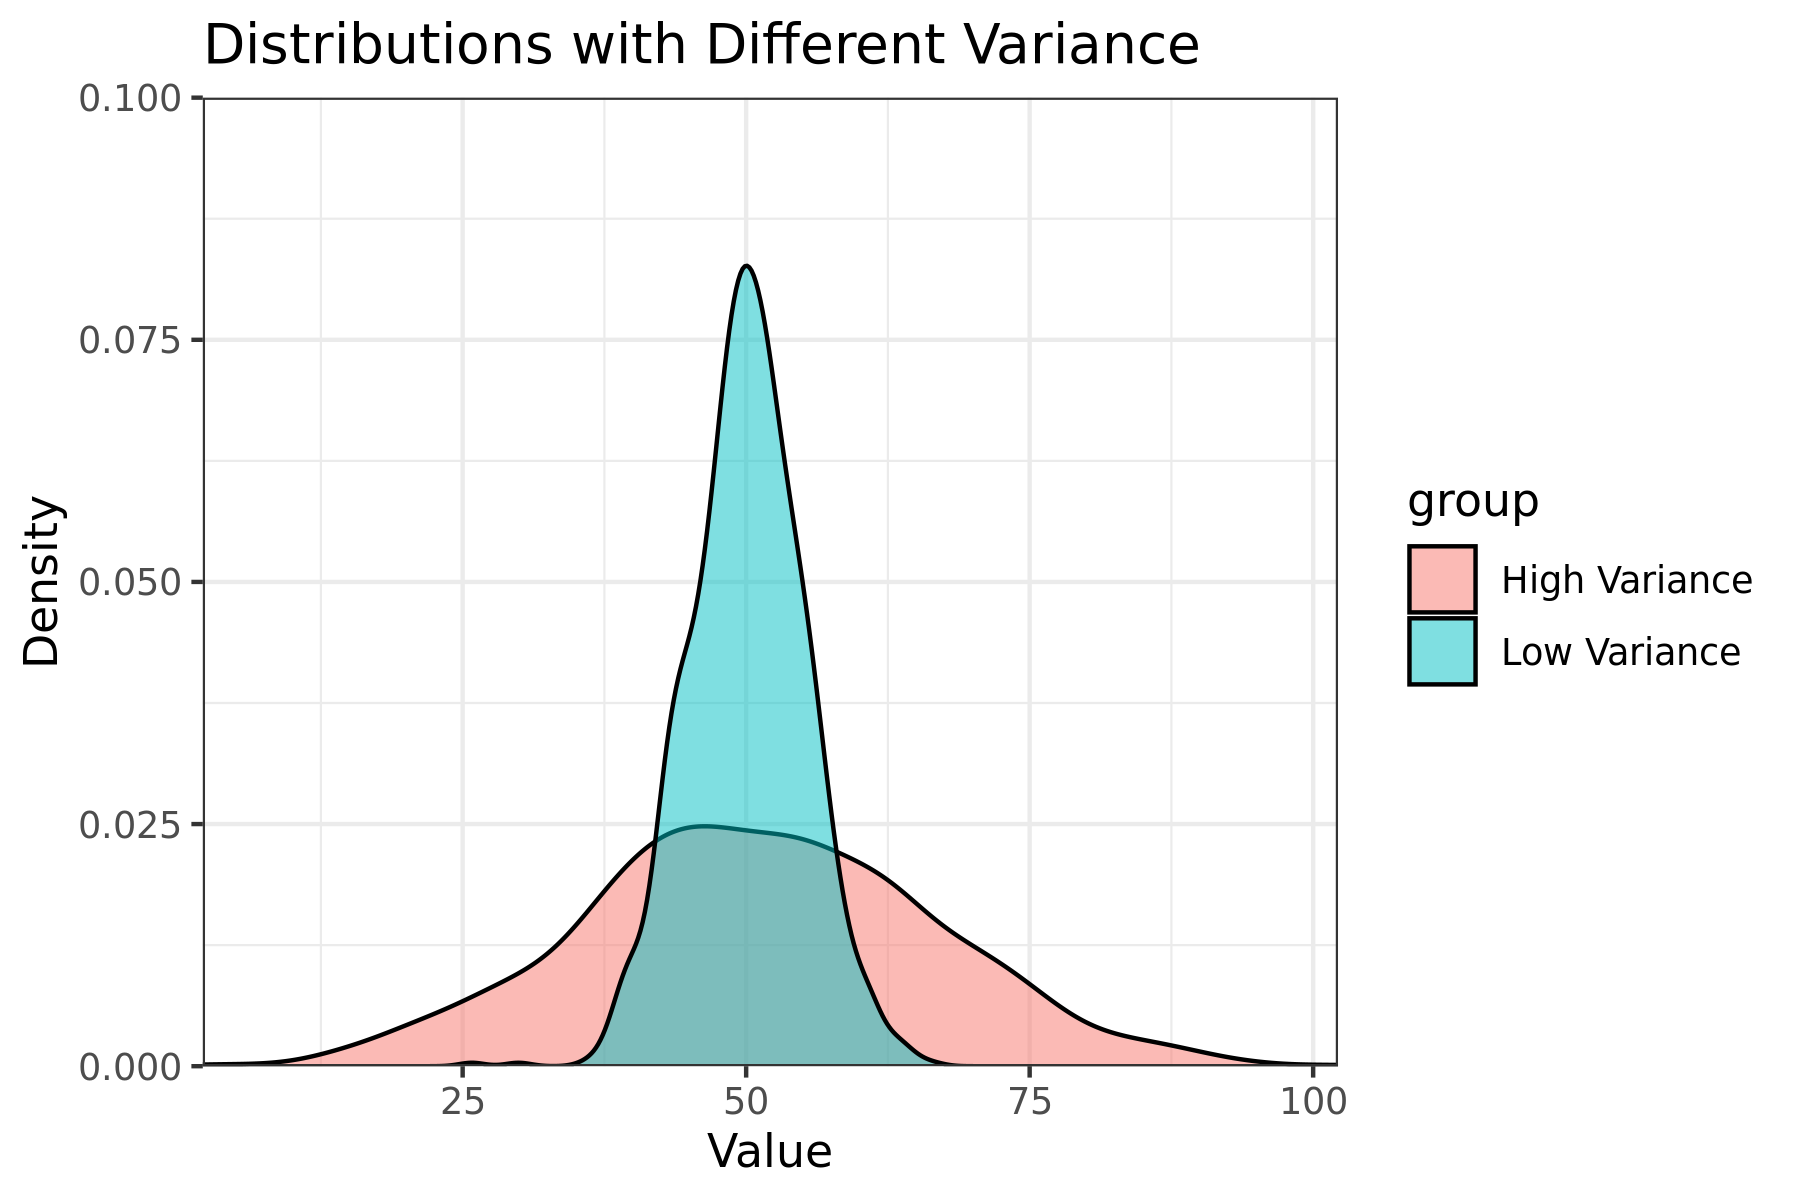 Distributions with Different Variance
0.100
0.075
0.050
0.025
0.000
Density
25 50 75 100
Value
group
High Variance
Low Variance